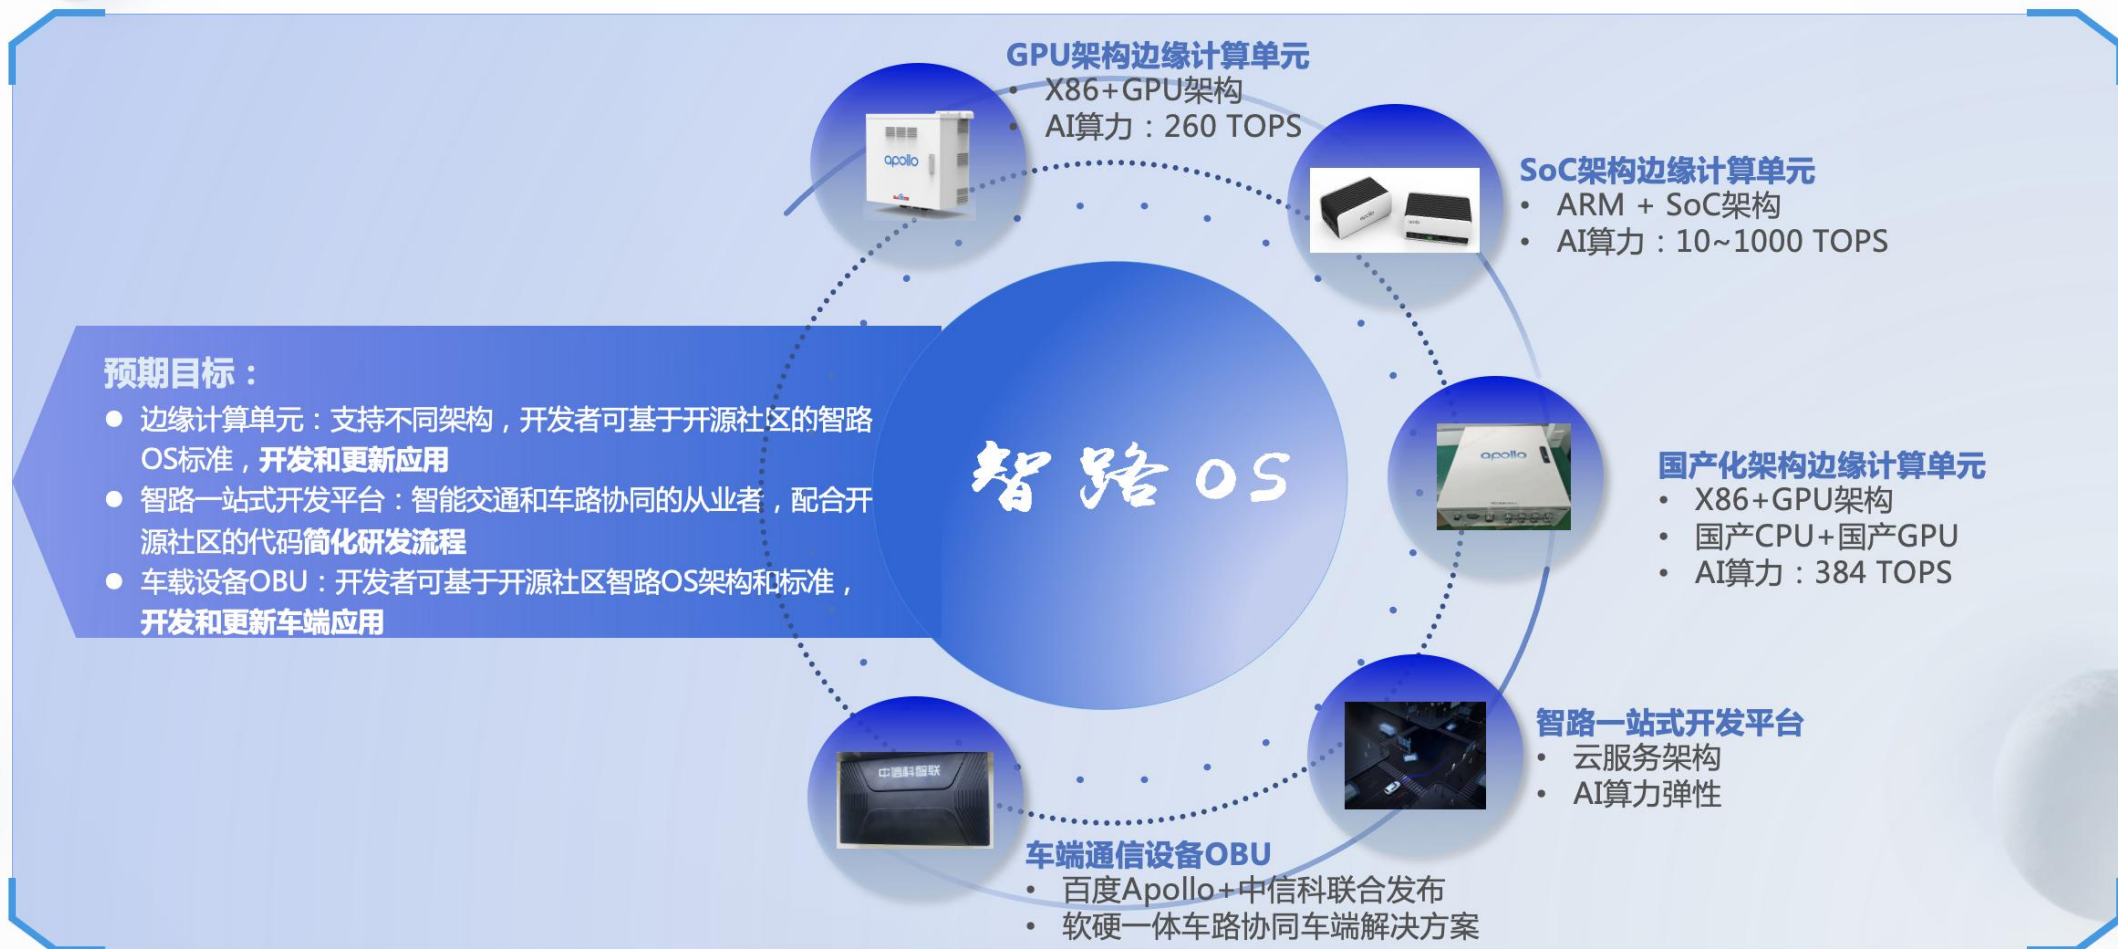 GPU架构边缘计算单元
• X86+GPU架构
• AI算力：260 TOPS
apollo
SoC架构边缘计算单元
• ARM + SoC架构
• AI算力：10~1000 TOPS
预期目标：
● 边缘计算单元：支持不同架构，开发者可基于开源社区的智路
OS标准，开发和更新应用
● 智路一站式开发平台：智能交通和车路协同的从业者，配合开
源社区的代码简化研发流程
● 车载设备OBU：开发者可基于开源社区智路OS架构和标准，
开发和更新车端应用
智路OS
apollo
国产化架构边缘计算单元
• X86+GPU架构
• 国产CPU+国产GPU
• AI算力：384 TOPS
智路一站式开发平台
• 云服务架构
• AI算力弹性
中信科智联
车端通信设备OBU
• 百度Apollo+中信科联合发布
• 软硬一体车路协同车端解决方案